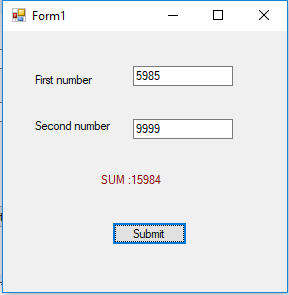 Form1
First number 5985
Second number 9999
SUM :15984
Submit